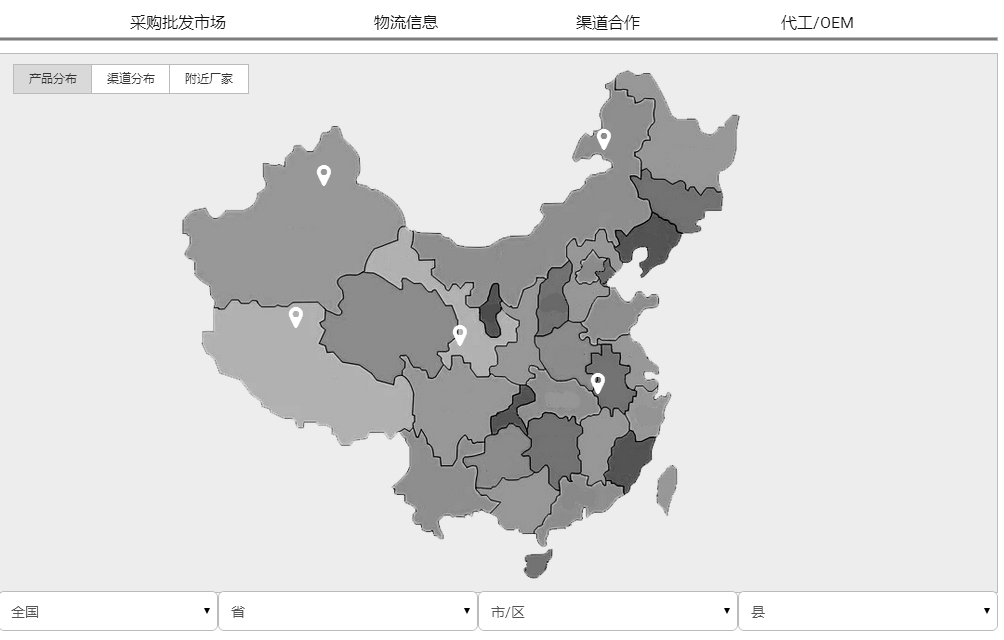 采购批发市场 物流信息 渠道合作 代工/OEM
产品分布 渠道分布 附近厂家
全国 省 市/区 县